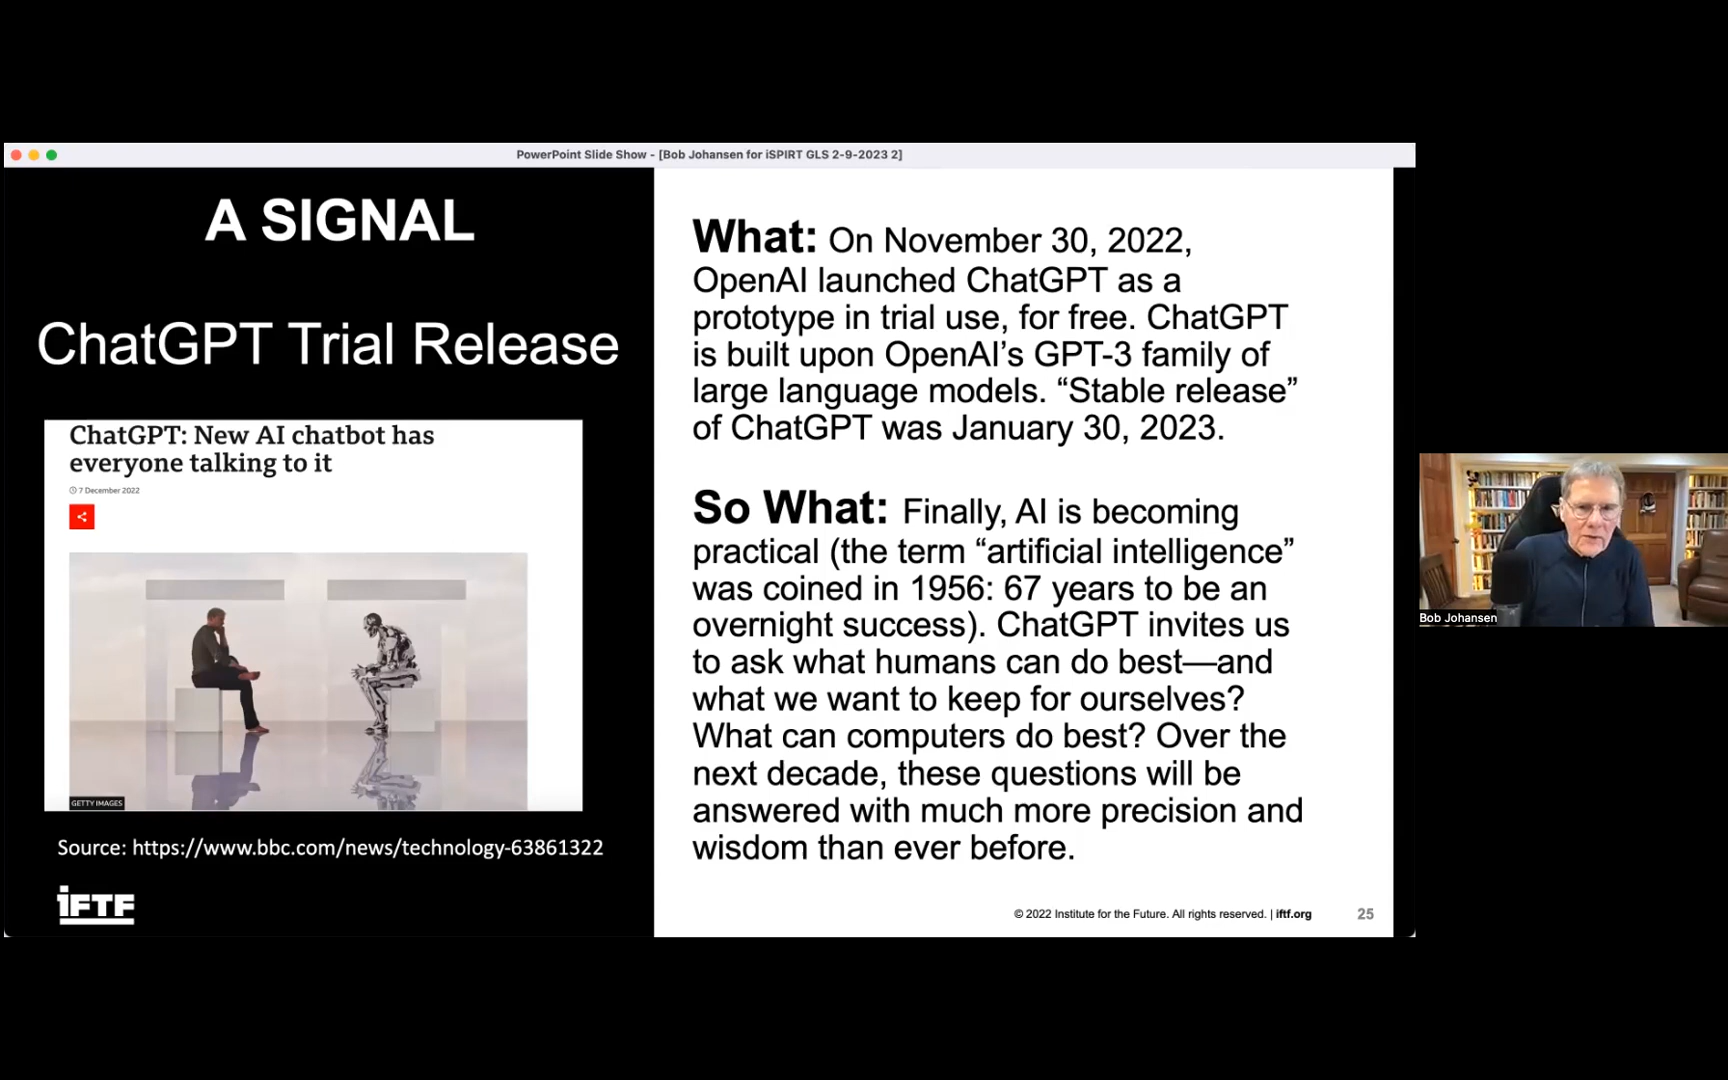 PowerPoint Slide Show - [Bob Johansen for iSPIRT GLS 2-9-2023 2]
A SIGNAL
ChatGPT Trial Release
ChatGPT: New AI chatbot has
everyone talking to it
7 December 2022
GETTY IMAGES
Source: https://www.bbc.com/news/technology-63861322
iFTF
What: On November 30, 2022,
OpenAI launched ChatGPT as a
prototype in trial use, for free. ChatGPT
is built upon OpenAI’s GPT-3 family of
large language models. “Stable release”
of ChatGPT was January 30, 2023.
So What: Finally, AI is becoming
practical (the term “artificial intelligence”
was coined in 1956: 67 years to be an
overnight success). ChatGPT invites us
to ask what humans can do best—and
what we want to keep for ourselves?
What can computers do best? Over the
next decade, these questions will be
answered with much more precision and
wisdom than ever before.
© 2022 Institute for the Future. All rights reserved. | iftf.org
25
Bob Johansen